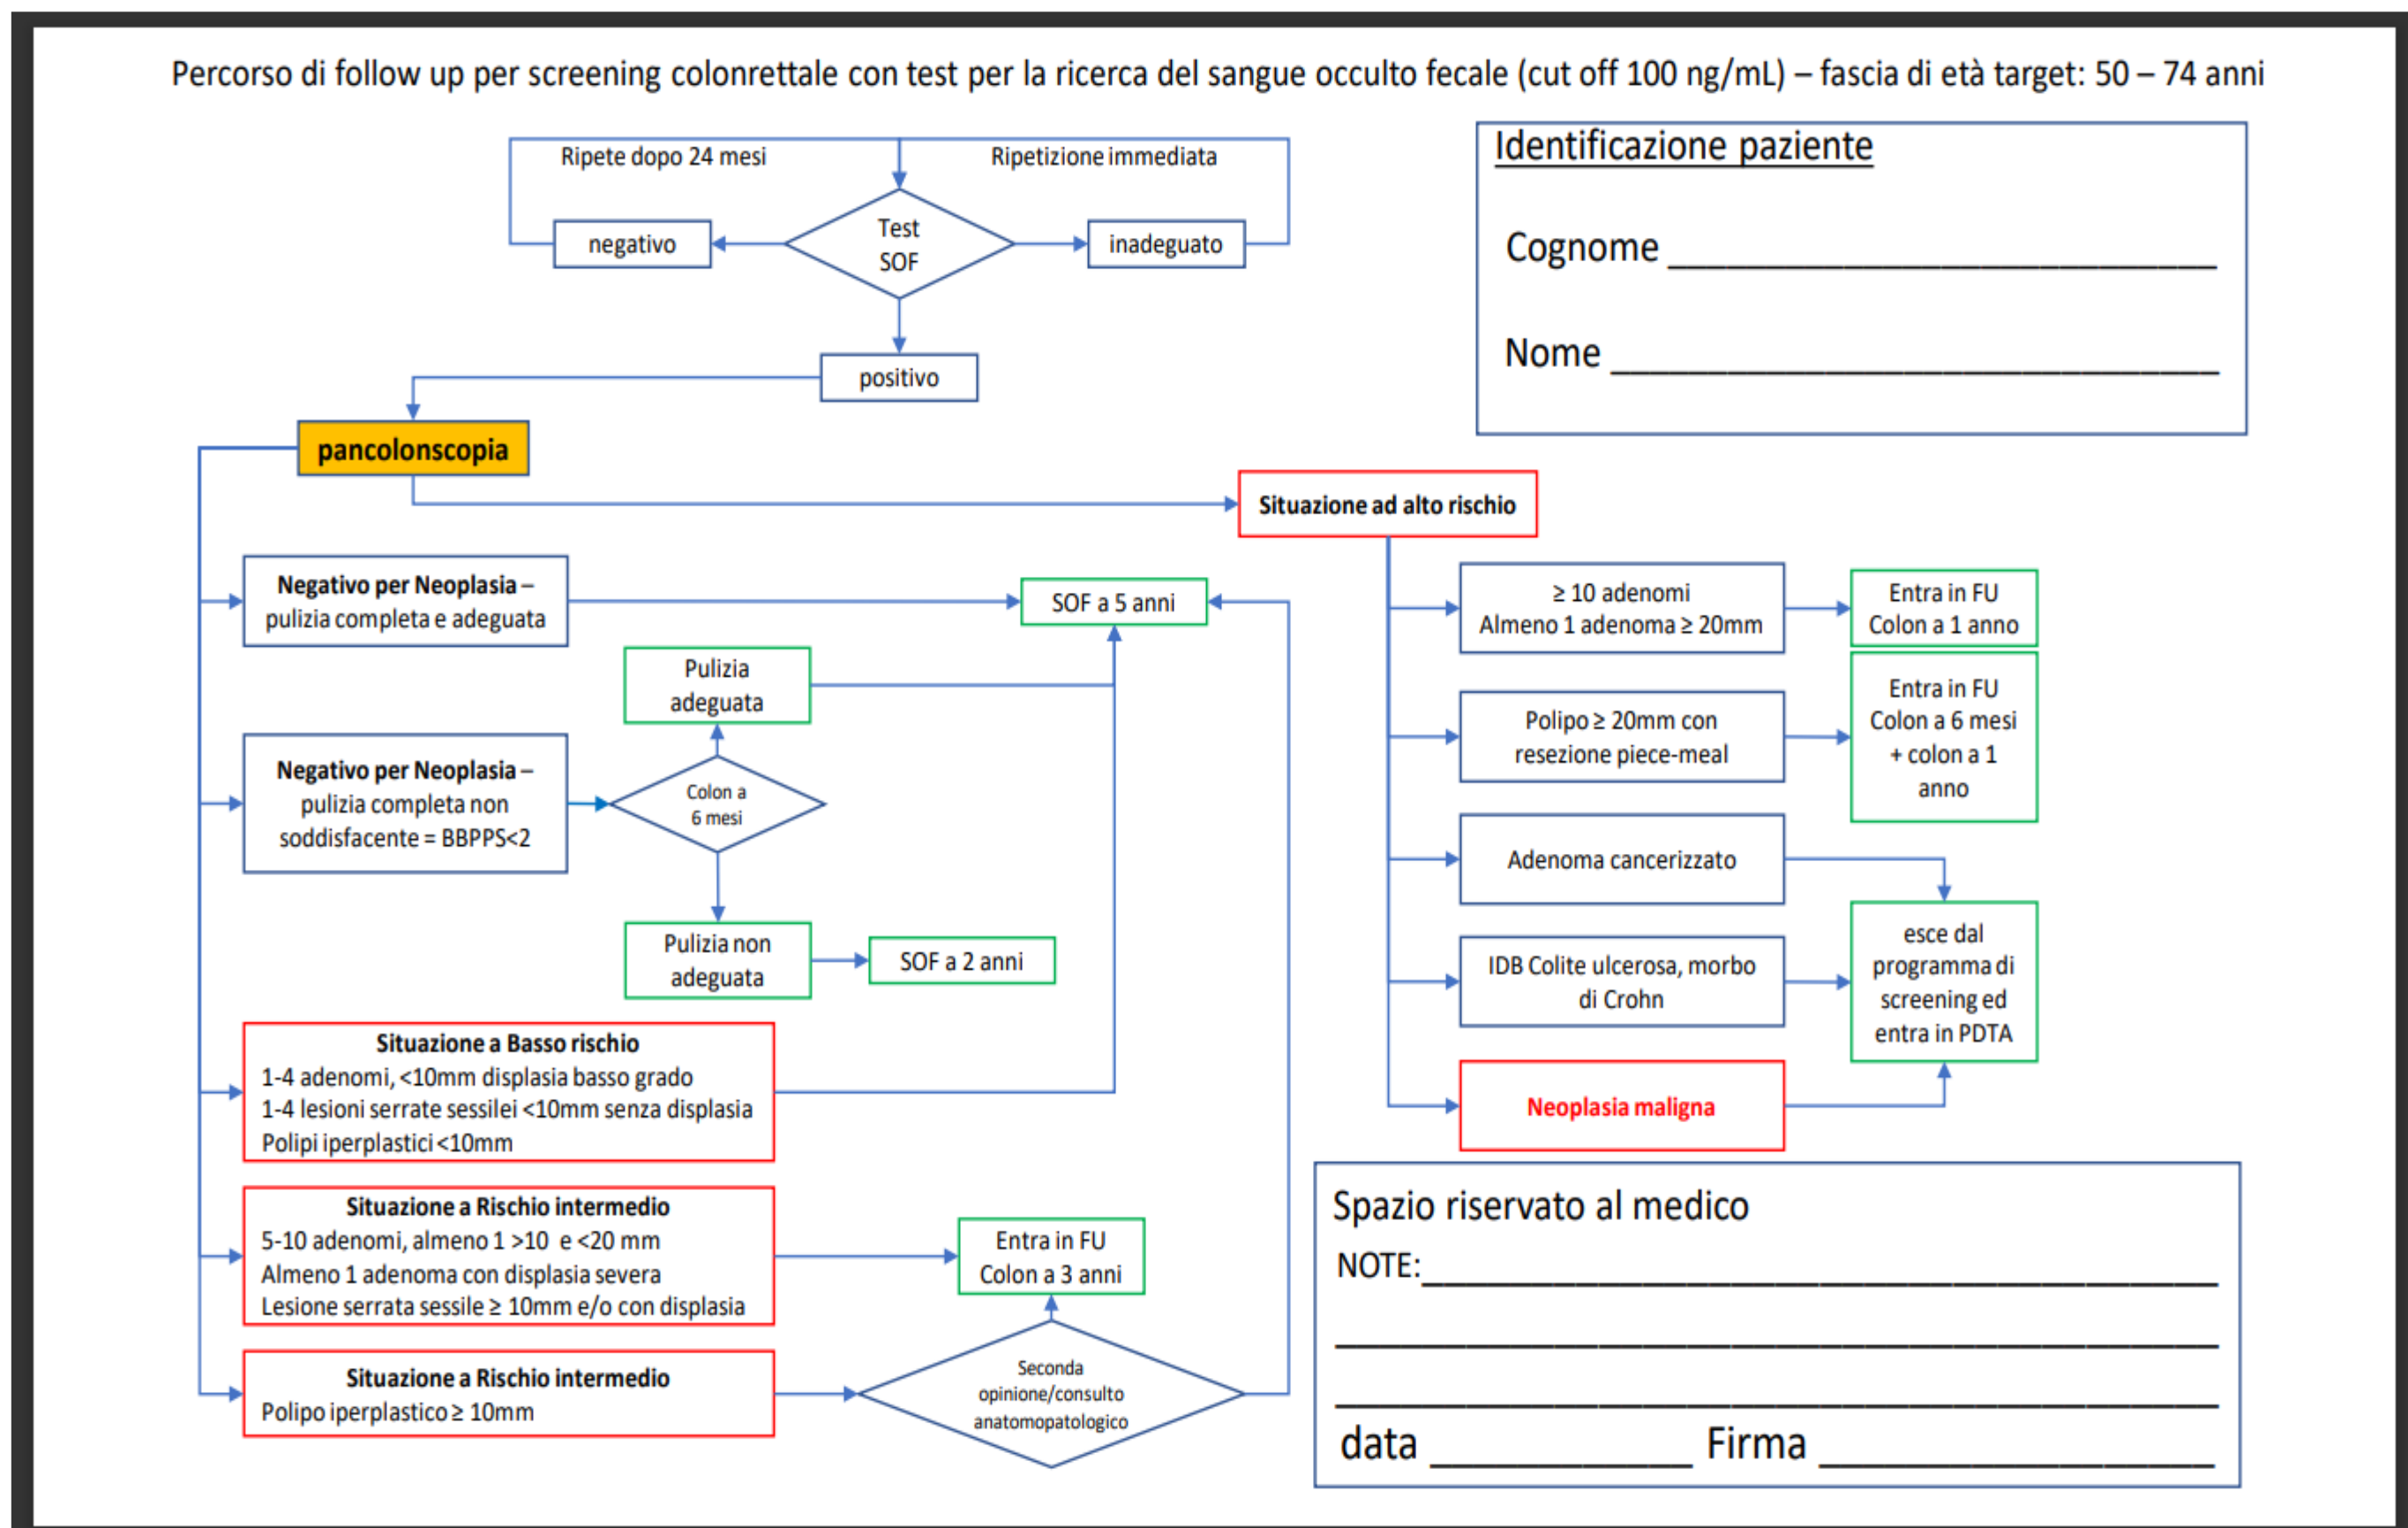 Percorso di follow up per screening colonrettale con test per la ricerca del sangue occulto fecale (cut off 100 ng/mL) – fascia di età target: 50 – 74 anni
Ripete dopo 24 mesi
Ripetizione immediata
negativo
Test
SOF
inadeguato
positivo
Identificazione paziente
Cognome ____________________________
Nome _______________________________
pancolonscopia
Situazione ad alto rischio
Negativo per Neoplasia –
pulizia completa e adeguata
SOF a 5 anni
Pulizia
adeguata
Negativo per Neoplasia –
pulizia completa non
soddisfacente = BBPPS<2
Colon a
6 mesi
Pulizia non
adeguata
SOF a 2 anni
Situazione a Basso rischio
1-4 adenomi, <10mm displasia basso grado
1-4 lesioni serrate sessilei <10mm senza displasia
Polipi iperplastici <10mm
Situazione a Rischio intermedio
5-10 adenomi, almeno 1 >10 e <20 mm
Almeno 1 adenoma con displasia severa
Lesione serrata sessile ≥ 10mm e/o con displasia
Entra in FU
Colon a 3 anni
Situazione a Rischio intermedio
Polipo iperplastico ≥ 10mm
Seconda
opinione/consulto
anatomopatologico
≥ 10 adenomi
Almeno 1 adenoma ≥ 20mm
Entra in FU
Colon a 1 anno
Polipo ≥ 20mm con
resezione piece-meal
Entra in FU
Colon a 6 mesi
+ colon a 1
anno
Adenoma cancerizzato
IDB Colite ulcerosa, morbo
di Crohn
esce dal
programma di
screening ed
entra in PDTA
Neoplasia maligna
Spazio riservato al medico
NOTE:________________________________________
____________________________________________
____________________________________________
data ____________ Firma __________________